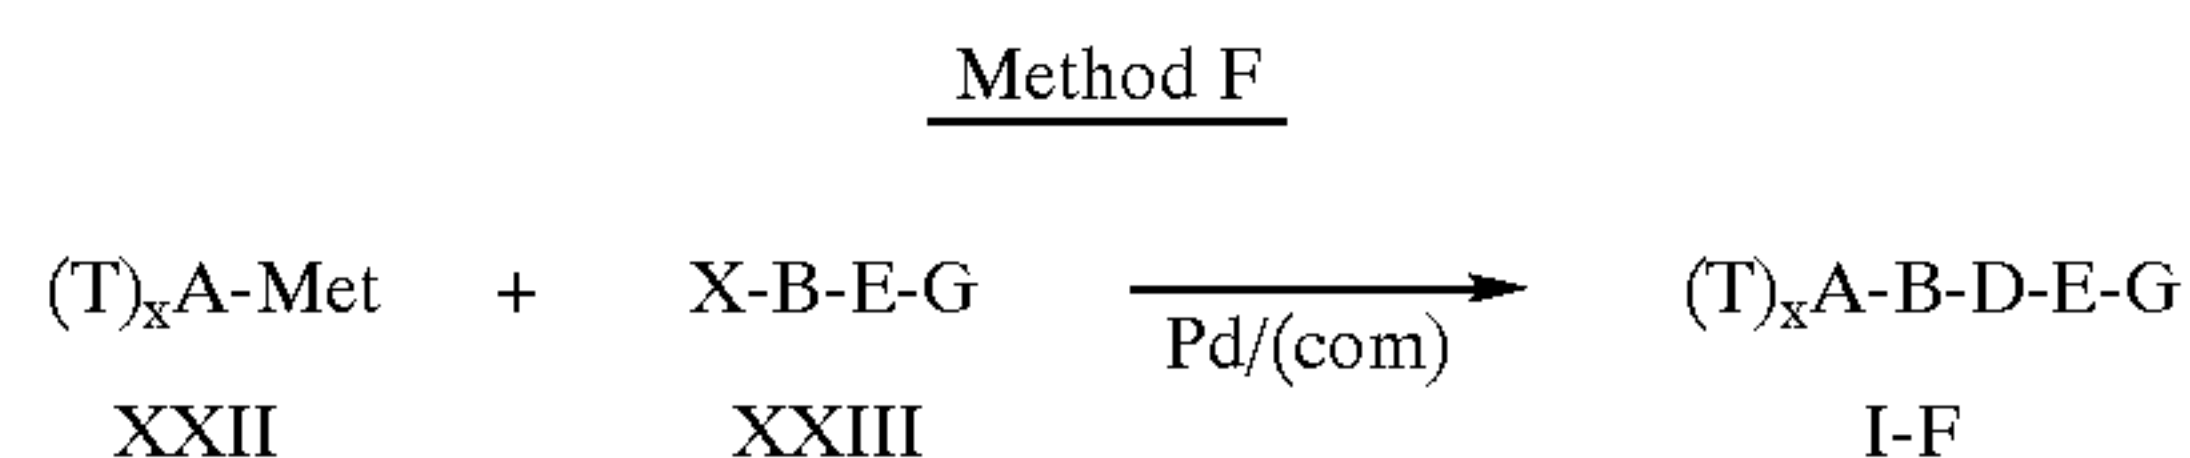 Method F
(T)xA-Met + X-B-E-G (T)xA-B-D-E-G
Pd/(com)
XXII XXIII I-F